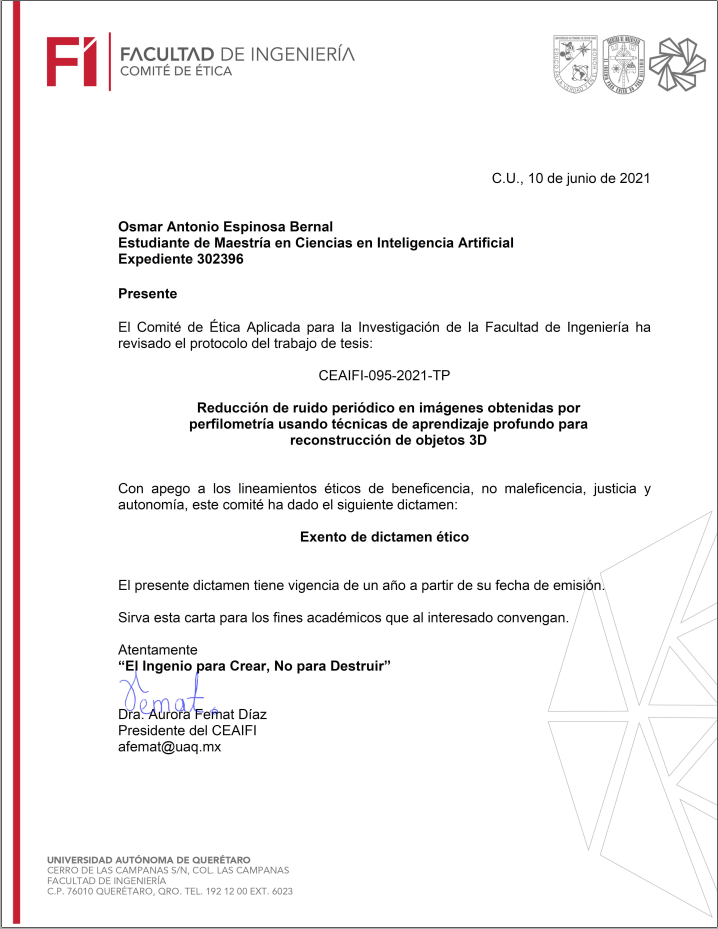 FACULTAD DE INGENIERÍA
COMITÉ DE ÉTICA
C.U., 10 de junio de 2021
Osmar Antonio Espinosa Bernal
Estudiante de Maestría en Ciencias en Inteligencia Artificial
Expediente 302396
Presente
El Comité de Ética Aplicada para la Investigación de la Facultad de Ingeniería ha
revisado el protocolo del trabajo de tesis:
CEAIFI-095-2021-TP
Reducción de ruido periódico en imágenes obtenidas por
perfilometría usando técnicas de aprendizaje profundo para
reconstrucción de objetos 3D
Con apego a los lineamientos éticos de beneficencia, no maleficencia, justicia y
autonomía, este comité ha dado el siguiente dictamen:
Exento de dictamen ético
El presente dictamen tiene vigencia de un año a partir de su fecha de emisión.
Sirva esta carta para los fines académicos que al interesado convengan.
Atentamente
“El Ingenio para Crear, No para Destruir”
Femat
Dra. Aurora Femat Díaz
Presidente del CEAIFI
afemat@uaq.mx
UNIVERSIDAD AUTÓNOMA DE QUERÉTARO
CERRO DE LAS CAMPANAS S/N, COL. LAS CAMPANAS
FACULTAD DE INGENIERÍA
C.P. 76010 QUERÉTARO, QRO. TEL. 192 12 00 EXT. 6023